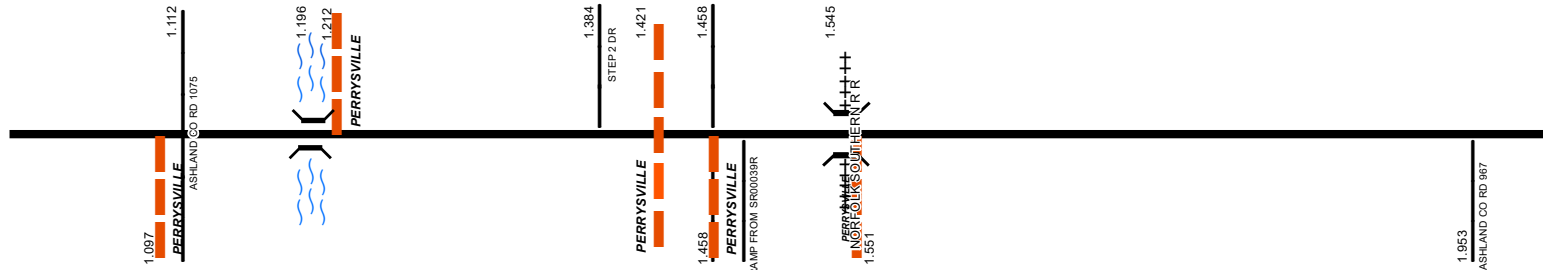 1.112
ASHLAND CO RD 1075
1.097
PERRYSVILLE
1.196
1.212
PERRYSVILLE
1.384
STEP 2 DR
1.421
PERRYSVILLE
1.458
1.458
PERRYSVILLE
AMP FROM SR00039R
1.545
NORFOLK SOUTHERN R R
PERRYSVILLE
1.551
1.953
ASHLAND CO RD 967